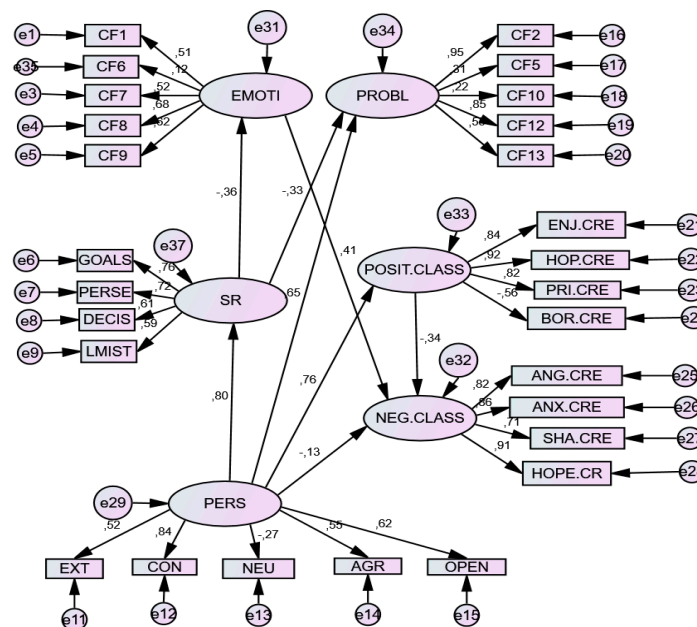 e31
e34
e1
CF1
,51
,95
CF2
e16
e35
CF6
,12
,31
CF5
e17
e3
CF7
,52
EMOTI
PROBL
,22
CF10
e18
e4
CF8
,68
,85
CF12
e19
e5
CF9
,62
CF13
e20
-,36
-,33
e33
e37
,41
,84
ENJ.CRE
e6
GOALS
,76
POSIT.CLASS
,92
HOP.CRE
e7
PERSE
,72
SR
,65
,82
PRI.CRE
e8
DECIS
,61
-,56
BOR.CRE
e9
LMIST
,59
-,34
e32
,76
,82
ANG.CRE
e25
,80
NEG.CLASS
,86
ANX.CRE
e26
,71
SHA.CRE
e27
-,13
,91
HOPE.CR
e29
PERS
,52
,84
-,27
,55
,62
EXT
CON
NEU
AGR
OPEN
e11
e12
e13
e14
e15